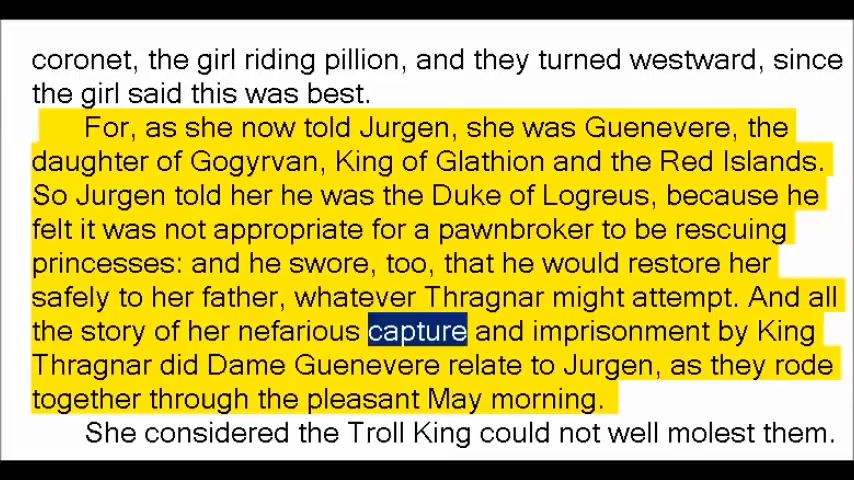 coronet, the girl riding pillion, and they turned westward, since
the girl said this was best.
For, as she now told Jurgen, she was Guenevere, the
daughter of Gogyrvan, King of Glathion and the Red Islands.
So Jurgen told her he was the Duke of Logreus, because he
felt it was not appropriate for a pawnbroker to be rescuing
princesses: and he swore, too, that he would restore her
safely to her father, whatever Thragnar might attempt. And all
the story of her nefarious capture and imprisonment by King
Thragnar did Dame Guenevere relate to Jurgen, as they rode
together through the pleasant May morning.
She considered the Troll King could not well molest them.